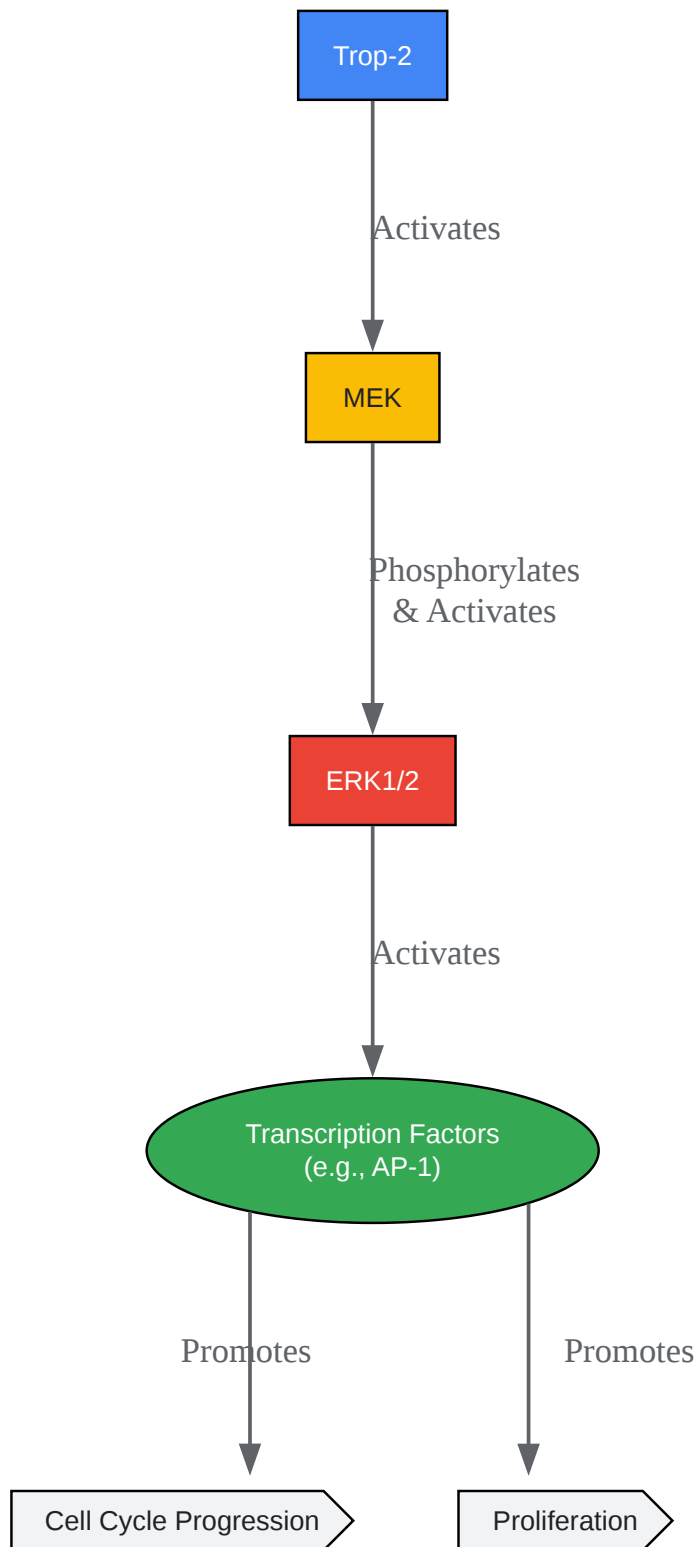 Trop-2
Activates
MEK
Phosphorylates
& Activates
ERK1/2
Activates
Transcription Factors
(e.g., AP-1)
Promotes
Promotes
Cell Cycle Progression
Proliferation